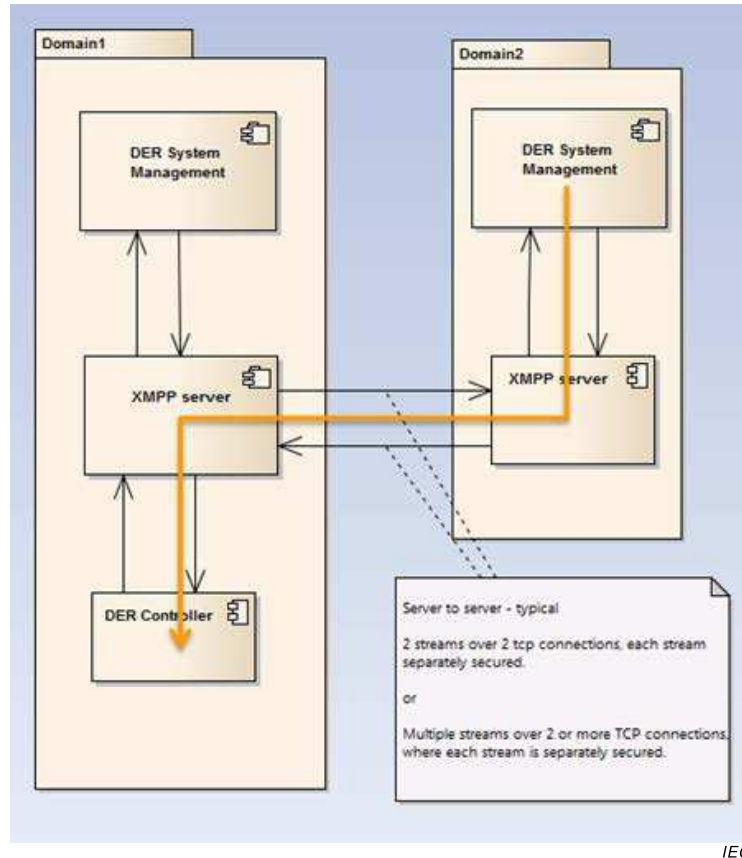 Domain1
Domain2
DER System
Management
DER System
Management
XMPP server
XMPP server
DER Controller
Server to server - typical
2 streams over 2 tcp connections, each stream
separately secured.
or
Multiple streams over 2 or more TCP connections,
where each stream is separately secured.